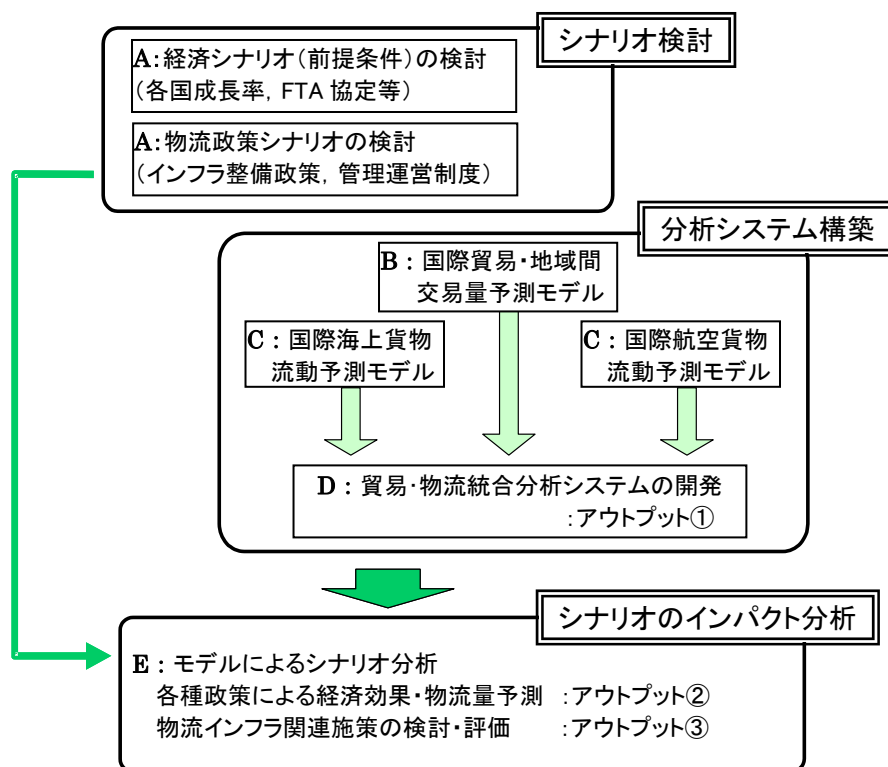 シナリオ検討
A:経済シナリオ(前提条件)の検討
(各国成長率, FTA 協定等)
A:物流政策シナリオの検討
(インフラ整備政策, 管理運営制度)
分析システム構築
B:国際貿易・地域間
交易量予測モデル
C:国際海上貨物
流動予測モデル
C:国際航空貨物
流動予測モデル
D:貿易・物流統合分析システムの開発
:アウトプット①
シナリオのインパクト分析
E:モデルによるシナリオ分析
各種政策による経済効果・物流量予測 :アウトプット②
物流インフラ関連施策の検討・評価 :アウトプット③